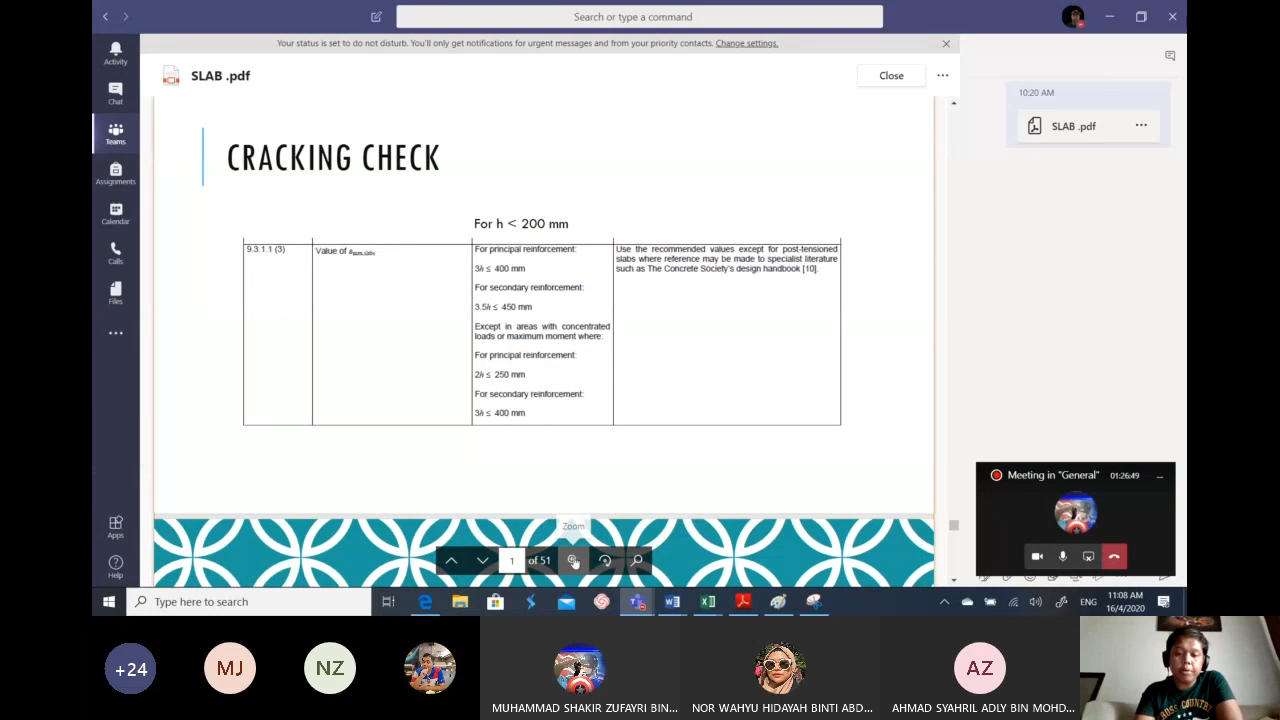 Search or type a command
Your status is set to do not disturb. You'll only get notifications for urgent messages and from your priority contacts. Change settings.
Activity
Chat
Teams
Assignments
Calendar
Calls
Files
Apps
Help
SLAB .pdf
Close
10:20 AM
SLAB .pdf
CRACKING CHECK
For h < 200 mm
9.3.1.1 (3)
Value of smax,slabs
For principal reinforcement:
3h ≤ 400 mm
For secondary reinforcement:
3.5h ≤ 450 mm
Except in areas with concentrated
loads or maximum moment where:
For principal reinforcement:
2h ≤ 250 mm
For secondary reinforcement:
3h ≤ 400 mm
Use the recommended values except for post-tensioned
slabs where reference may be made to specialist literature
such as The Concrete Society's design handbook [10].
Zoom
1 of 51
Meeting in "General" 01:26:49
Type here to search
ENG
11:08 AM
16/4/2020
+24
MJ
NZ
AZ
MUHAMMAD SHAKIR ZUFAYRI BIN...
NOR WAHYU HIDAYAH BINTI ABD...
AHMAD SYAHRIL ADLY BIN MOHD...
CROSS COUNTRY